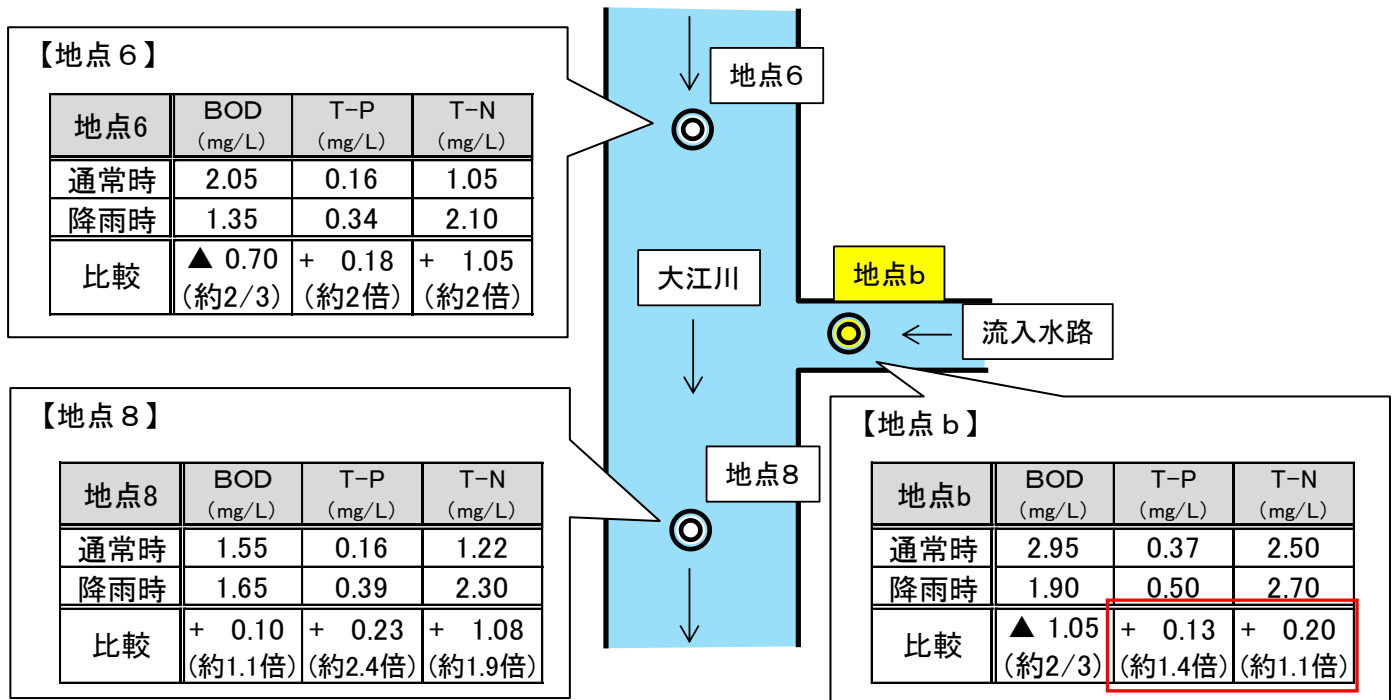 【地点６】
地点6 BOD T-P T-N
(mg/L) (mg/L) (mg/L)
通常時 2.05 0.16 1.05
降雨時 1.35 0.34 2.10
比較 ▲ 0.70 + 0.18 + 1.05
(約2/3) (約2倍) (約2倍)
地点6
大江川
地点b
流入水路
【地点８】
地点8 BOD T-P T-N
(mg/L) (mg/L) (mg/L)
通常時 1.55 0.16 1.22
降雨時 1.65 0.39 2.30
比較 + 0.10 + 0.23 + 1.08
(約1.1倍) (約2.4倍) (約1.9倍)
地点8
【地点ｂ】
地点b BOD T-P T-N
(mg/L) (mg/L) (mg/L)
通常時 2.95 0.37 2.50
降雨時 1.90 0.50 2.70
比較 ▲ 1.05 + 0.13 + 0.20
(約2/3) (約1.4倍) (約1.1倍)